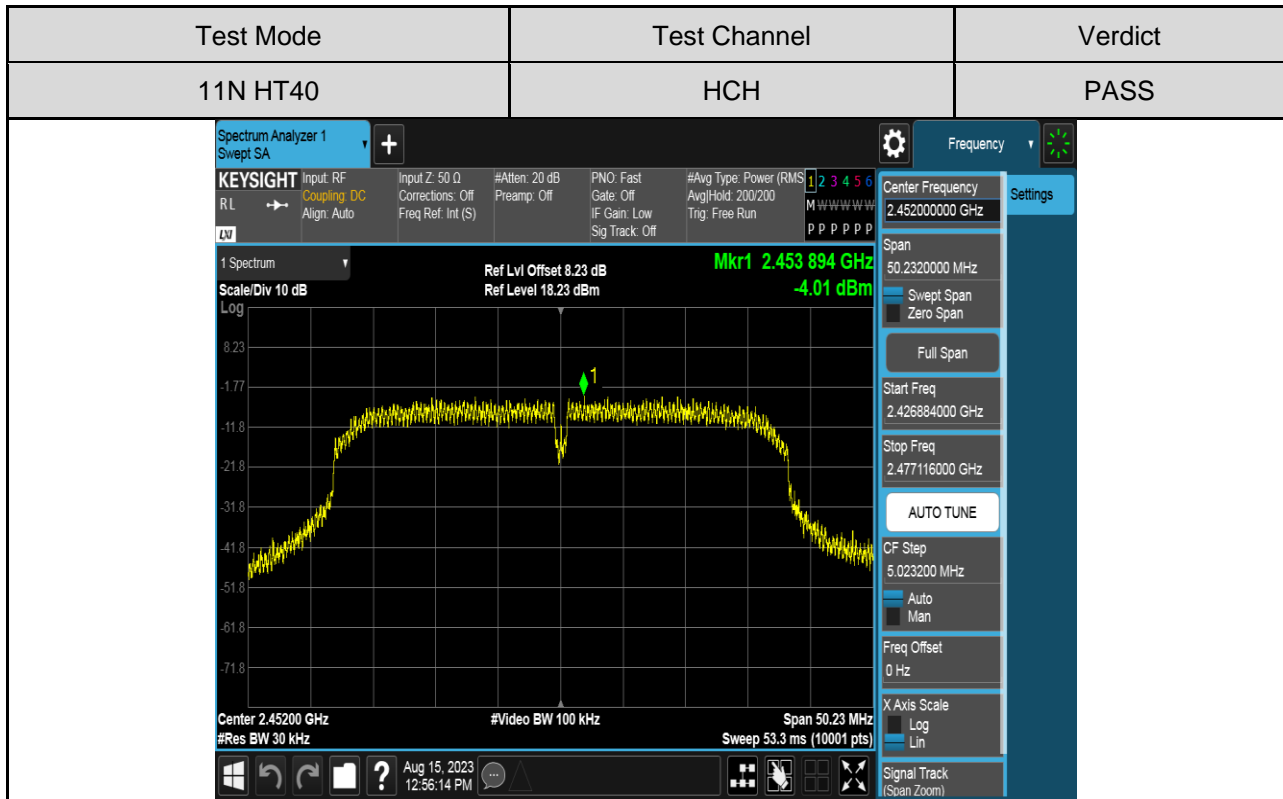 Test Mode Test Channel Verdict
11N HT40 HCH PASS
Spectrum Analyzer 1
Swept SA
+
Frequency
KEYSIGHT
RL
LXI
Input: RF
Coupling: DC
Align: Auto
Input Z: 50 Ω
Corrections: Off
Freq Ref: Int (S)
#Atten: 20 dB
Preamp: Off
PNO: Fast
Gate: Off
IF Gain: Low
Sig Track: Off
#Avg Type: Power (RMS
Avg|Hold: 200/200
Trig: Free Run
1 2 3 4 5 6
M W W W W W
P P P P P P
1 Spectrum
Scale/Div 10 dB
Ref Lvl Offset 8.23 dB
Ref Level 18.23 dBm
Mkr1 2.453 894 GHz
-4.01 dBm
Log
8.23
-1.77
-11.8
-21.8
-31.8
-41.8
-51.8
-61.8
-71.8
1
Center 2.45200 GHz
#Res BW 30 kHz
#Video BW 100 kHz
Span 50.23 MHz
Sweep 53.3 ms (10001 pts)
Center Frequency
2.452000000 GHz
Settings
Span
50.2320000 MHz
Swept Span
Zero Span
Full Span
Start Freq
2.426884000 GHz
Stop Freq
2.477116000 GHz
AUTO TUNE
CF Step
5.023200 MHz
Auto
Man
Freq Offset
0 Hz
X Axis Scale
Log
Lin
Signal Track
(Span Zoom)
?
Aug 15, 2023
12:56:14 PM